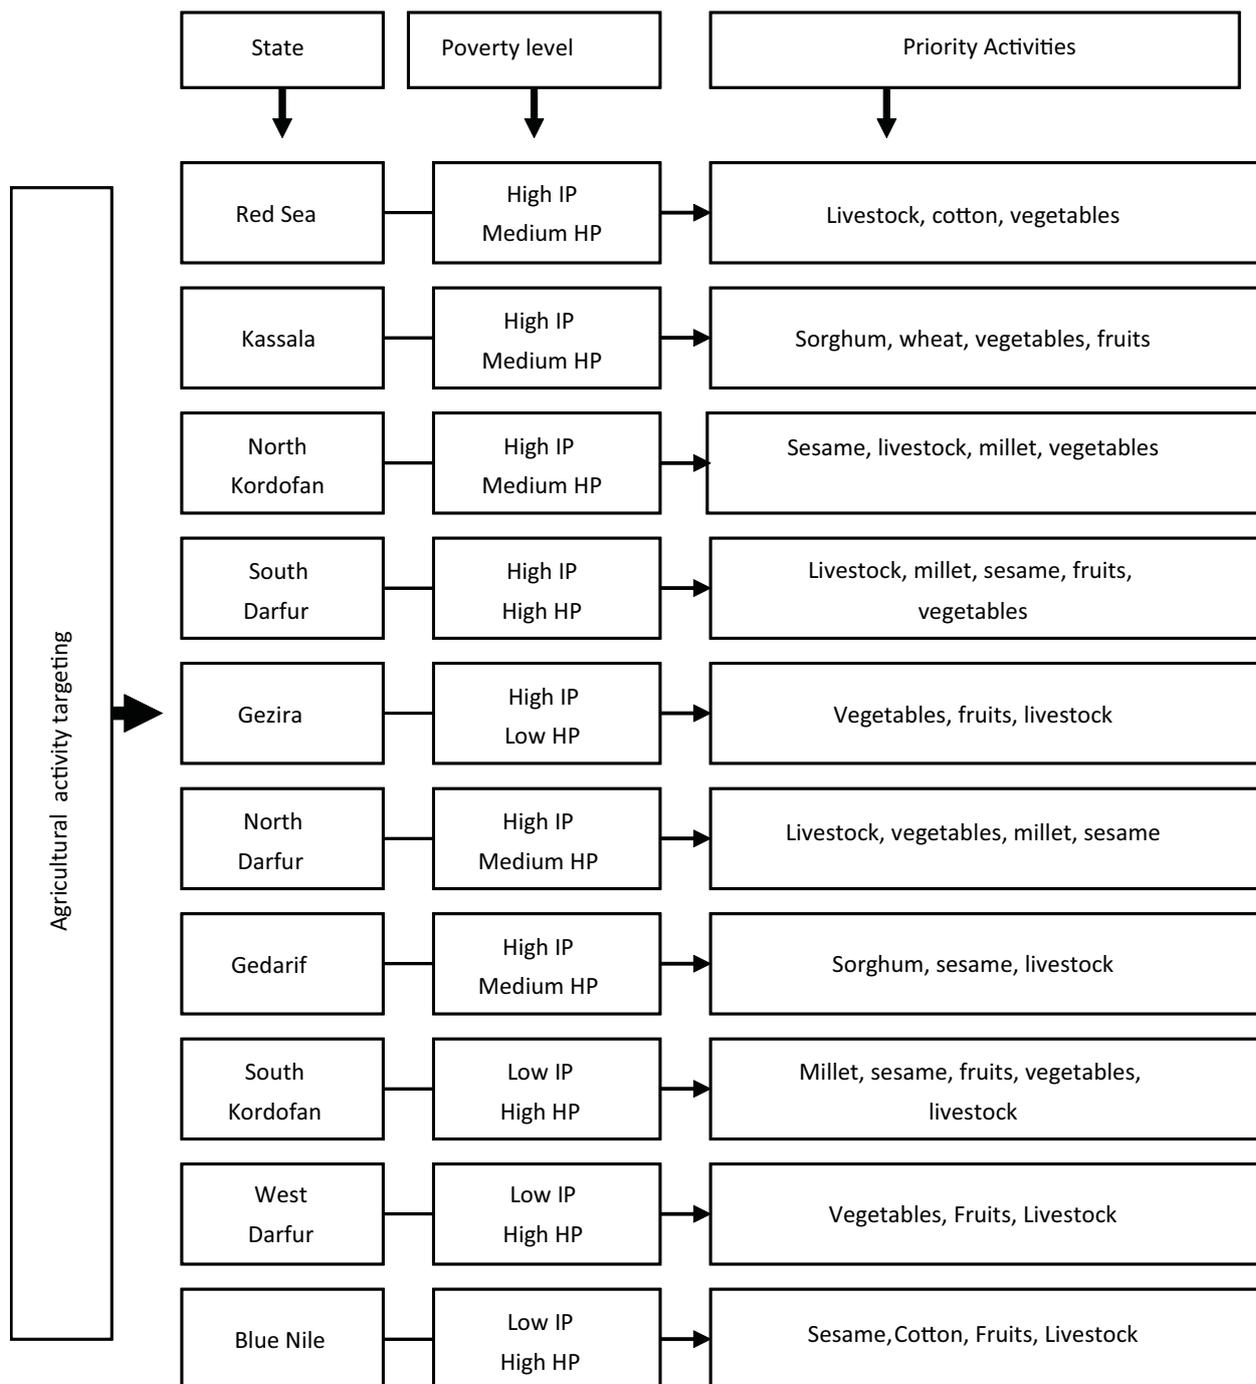 State
Poverty level
Priority Activities
Agricultural activity targeting
Red Sea
High IP
Medium HP
Livestock, cotton, vegetables
Kassala
High IP
Medium HP
Sorghum, wheat, vegetables, fruits
North
Kordofan
High IP
Medium HP
Sesame, livestock, millet, vegetables
South
Darfur
High IP
High HP
Livestock, millet, sesame, fruits,
vegetables
Gezira
High IP
Low HP
Vegetables, fruits, livestock
North
Darfur
High IP
Medium HP
Livestock, vegetables, millet, sesame
Gedarif
High IP
Medium HP
Sorghum, sesame, livestock
South
Kordofan
Low IP
High HP
Millet, sesame, fruits, vegetables,
livestock
West
Darfur
Low IP
High HP
Vegetables, Fruits, Livestock
Blue Nile
Low IP
High HP
Sesame,Cotton, Fruits, Livestock